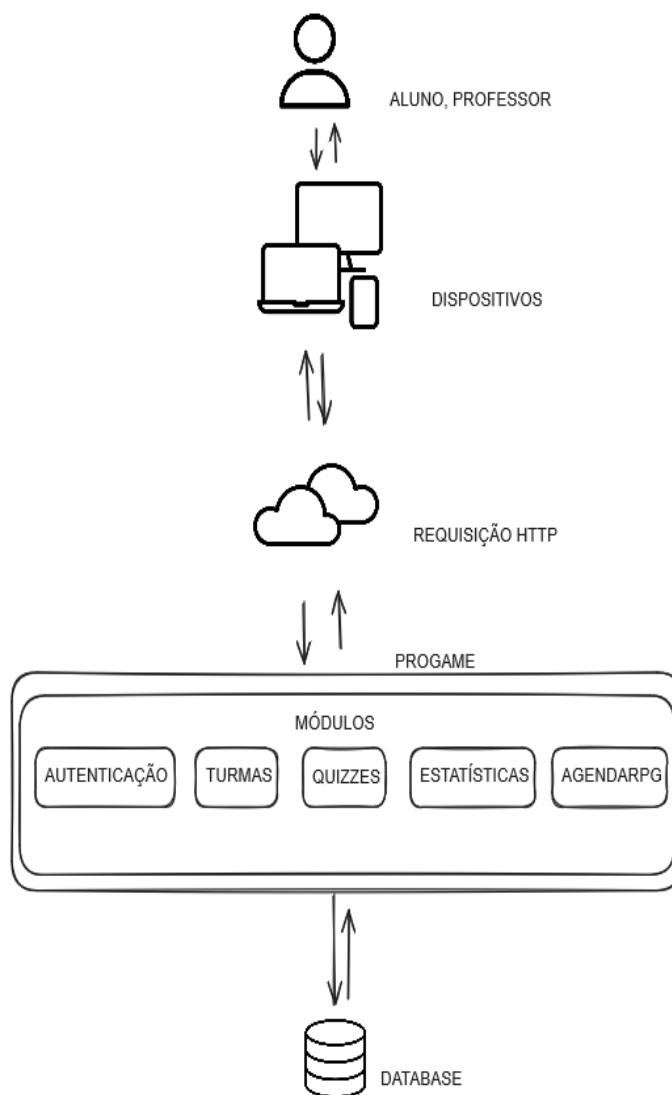 ALUNO, PROFESSOR
DISPOSITIVOS
REQUISIÇÃO HTTP
PROGAME
MÓDULOS
AUTENTICAÇÃO
TURMAS
QUIZZES
ESTATÍSTICAS
AGENDARPG
DATABASE